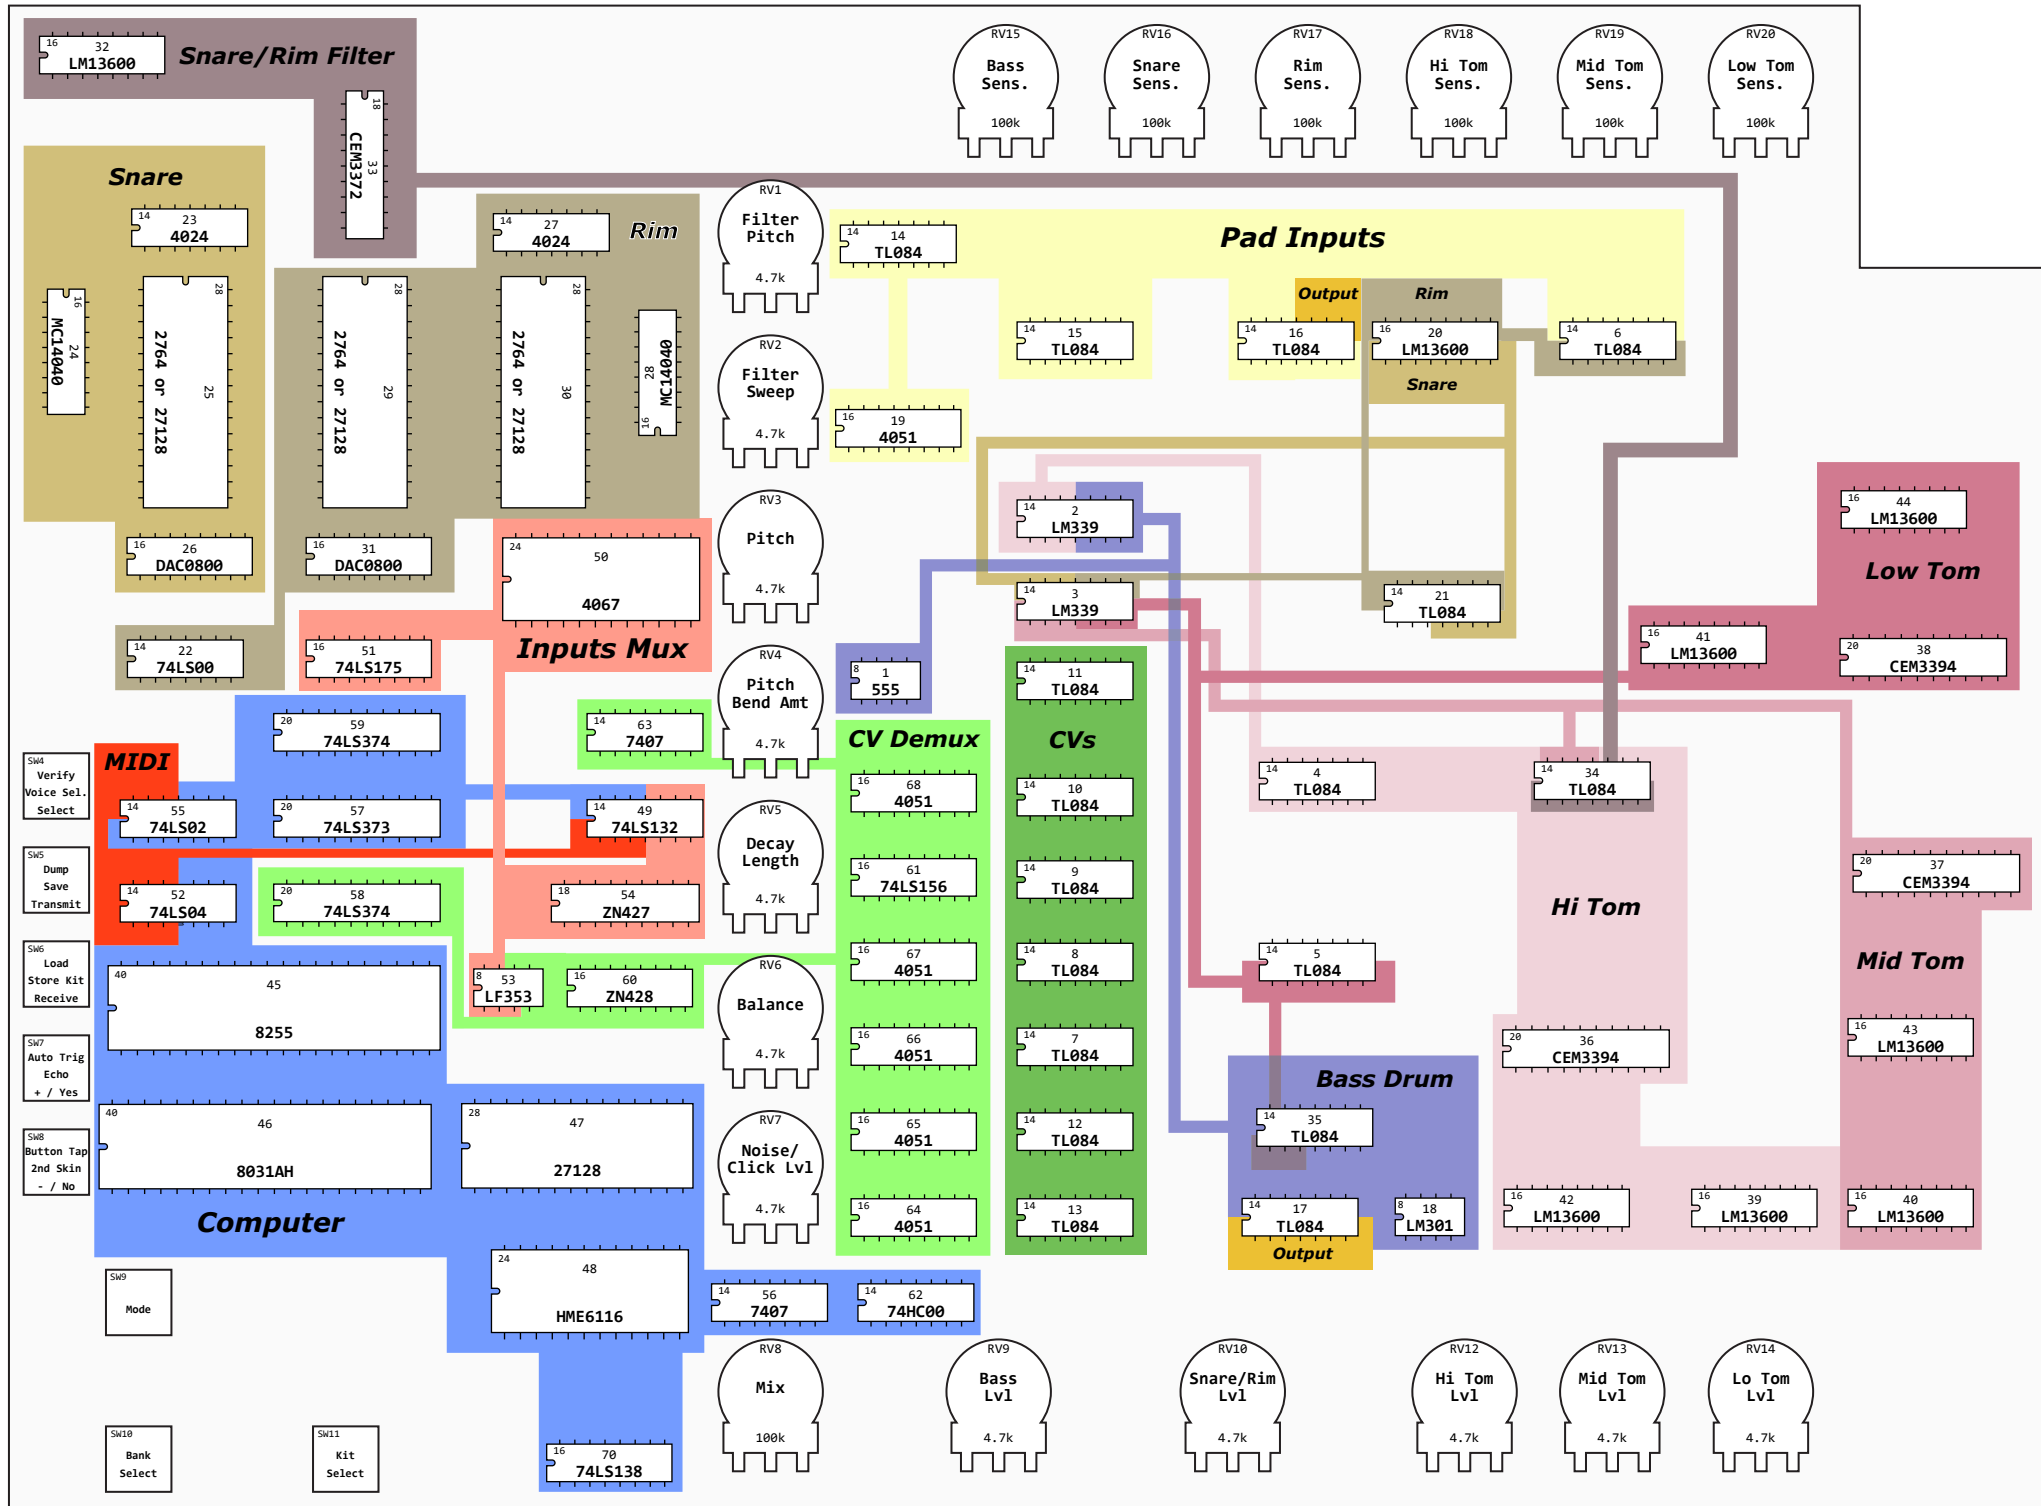 16
32
LM13600
Snare/Rim Filter
18
33
CEM3372
RV15
Bass
Sens.
100k
RV16
Snare
Sens.
100k
RV17
Rim
Sens.
100k
RV18
Hi Tom
Sens.
100k
RV19
Mid Tom
Sens.
100k
RV20
Low Tom
Sens.
100k
Snare
14
23
4024
16
24
MC14040
28
25
2764 or 27128
16
26
DAC0800
Rim
14
27
4024
28
29
2764 or 27128
28
30
2764 or 27128
16
28
MC14040
16
31
DAC0800
14
22
74LS00
RV1
Filter
Pitch
4.7k
RV2
Filter
Sweep
4.7k
RV3
Pitch
4.7k
RV4
Pitch
Bend Amt
4.7k
RV5
Decay
Length
4.7k
RV6
Balance
4.7k
RV7
Noise/
Click Lvl
4.7k
RV8
Mix
100k
Pad Inputs
14
14
TL084
14
15
TL084
14
16
TL084
Output
Rim
16
20
LM13600
Snare
14
6
TL084
16
19
4051
14
2
LM339
14
3
LM339
14
21
TL084
16
44
LM13600
Low Tom
16
41
LM13600
20
38
CEM3394
24
50
4067
Inputs Mux
16
51
74LS175
8
1
555
20
59
74LS374
14
63
7407
MIDI
14
55
74LS02
20
57
74LS373
14
49
74LS132
14
52
74LS04
20
58
74LS374
18
54
ZN427
8
53
LF353
16
60
ZN428
CV Demux
16
68
4051
16
61
74LS156
16
67
4051
16
66
4051
16
65
4051
16
64
4051
CVs
14
11
TL084
14
10
TL084
14
9
TL084
14
8
TL084
14
7
TL084
14
12
TL084
14
13
TL084
14
4
TL084
14
34
TL084
Hi Tom
20
37
CEM3394
Mid Tom
14
5
TL084
20
36
CEM3394
16
43
LM13600
Bass Drum
14
35
TL084
14
17
TL084
8
18
LM301
Output
16
42
LM13600
16
39
LM13600
16
40
LM13600
SW4
Verify
Voice Sel.
Select
SW5
Dump
Save
Transmit
SW6
Load
Store Kit
Receive
SW7
Auto Trig
Echo
+ / Yes
SW8
Button Tap
2nd Skin
- / No
40
45
8255
40
46
8031AH
28
47
27128
Computer
24
48
HME6116
14
56
7407
14
62
74HC00
16
70
74LS138
SW9
Mode
SW10
Bank
Select
SW11
Kit
Select
RV9
Bass
Lvl
4.7k
RV10
Snare/Rim
Lvl
4.7k
RV12
Hi Tom
Lvl
4.7k
RV13
Mid Tom
Lvl
4.7k
RV14
Lo Tom
Lvl
4.7k